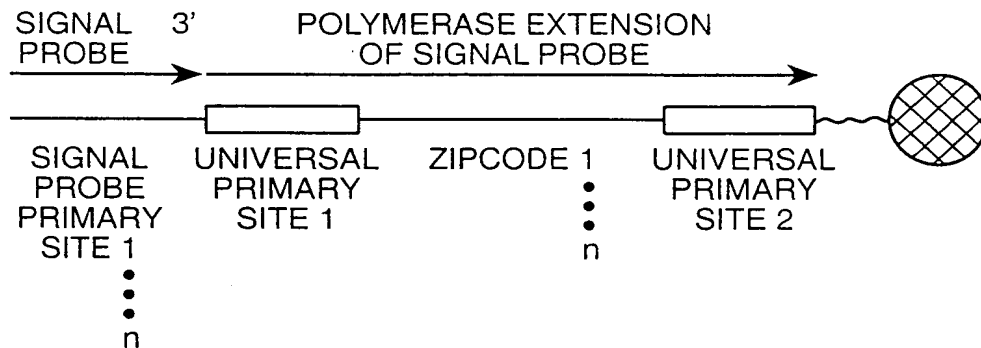 SIGNAL PROBE
3'
POLYMERASE EXTENSION
OF SIGNAL PROBE
SIGNAL
PROBE
PRIMARY
SITE 1
n
UNIVERSAL
PRIMARY
SITE 1
ZIPCODE 1
n
UNIVERSAL
PRIMARY
SITE 2